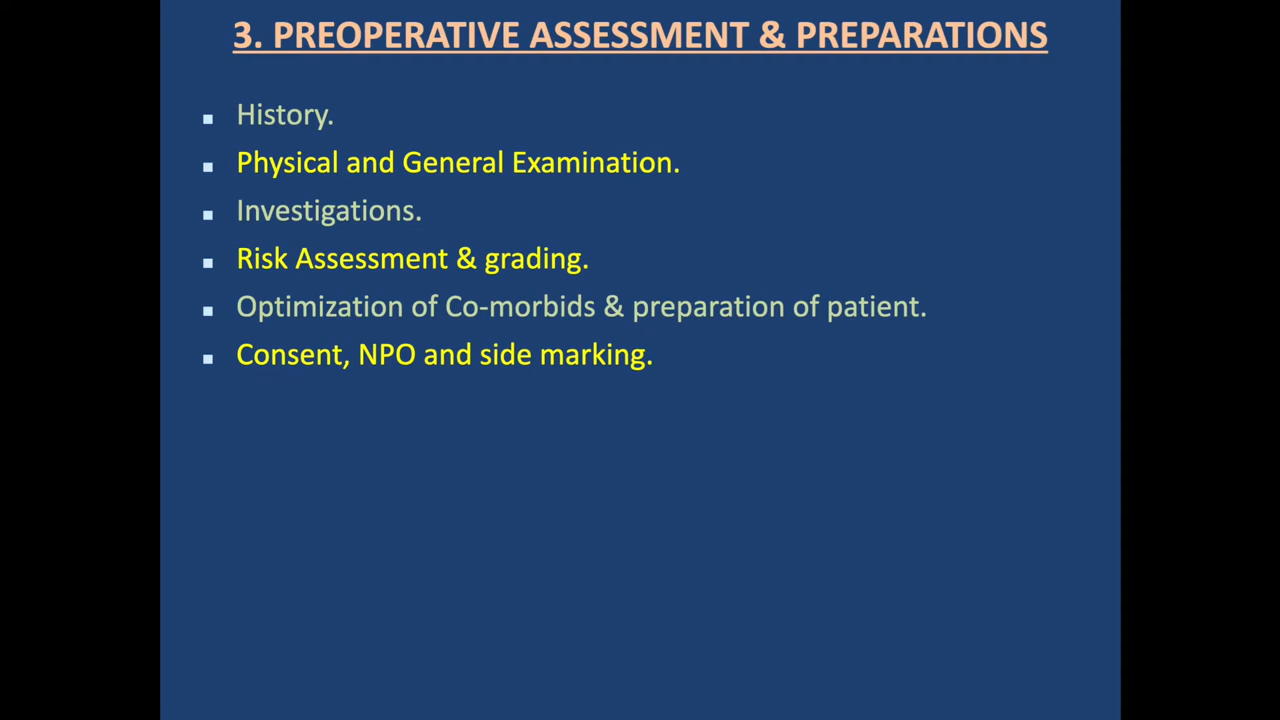 3. PREOPERATIVE ASSESSMENT & PREPARATIONS
History.
Physical and General Examination.
Investigations.
Risk Assessment & grading.
Optimization of Co-morbids & preparation of patient.
Consent, NPO and side marking.